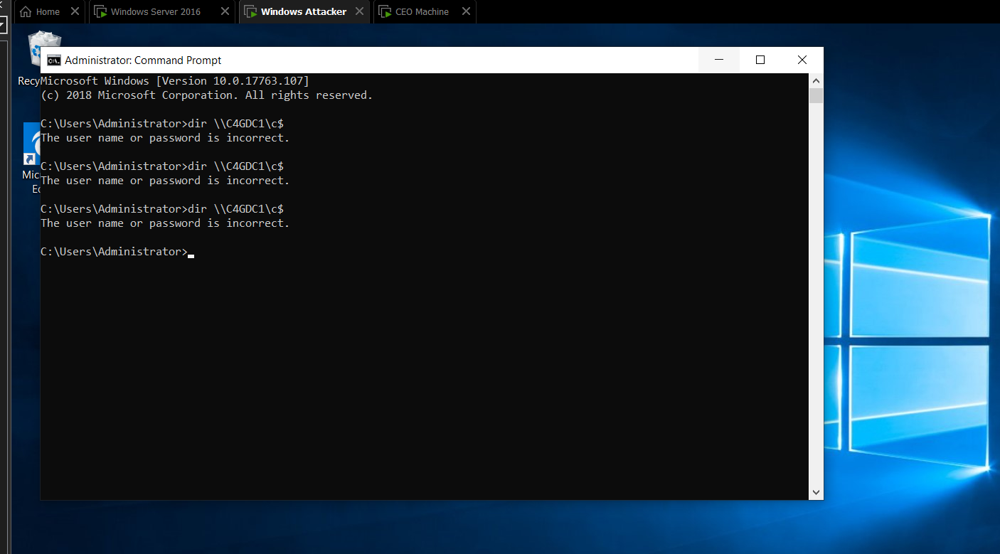 Home
Windows Server 2016
Windows Attacker
CEO Machine
Administrator: Command Prompt
Recy
Microsoft Windows [Version 10.0.17763.107]
(c) 2018 Microsoft Corporation. All rights reserved.
C:\Users\Administrator>dir \\C4GDC1\c$
The user name or password is incorrect.
C:\Users\Administrator>dir \\C4GDC1\c$
The user name or password is incorrect.
Mic
Ec
C:\Users\Administrator>dir \\C4GDC1\c$
The user name or password is incorrect.
C:\Users\Administrator>